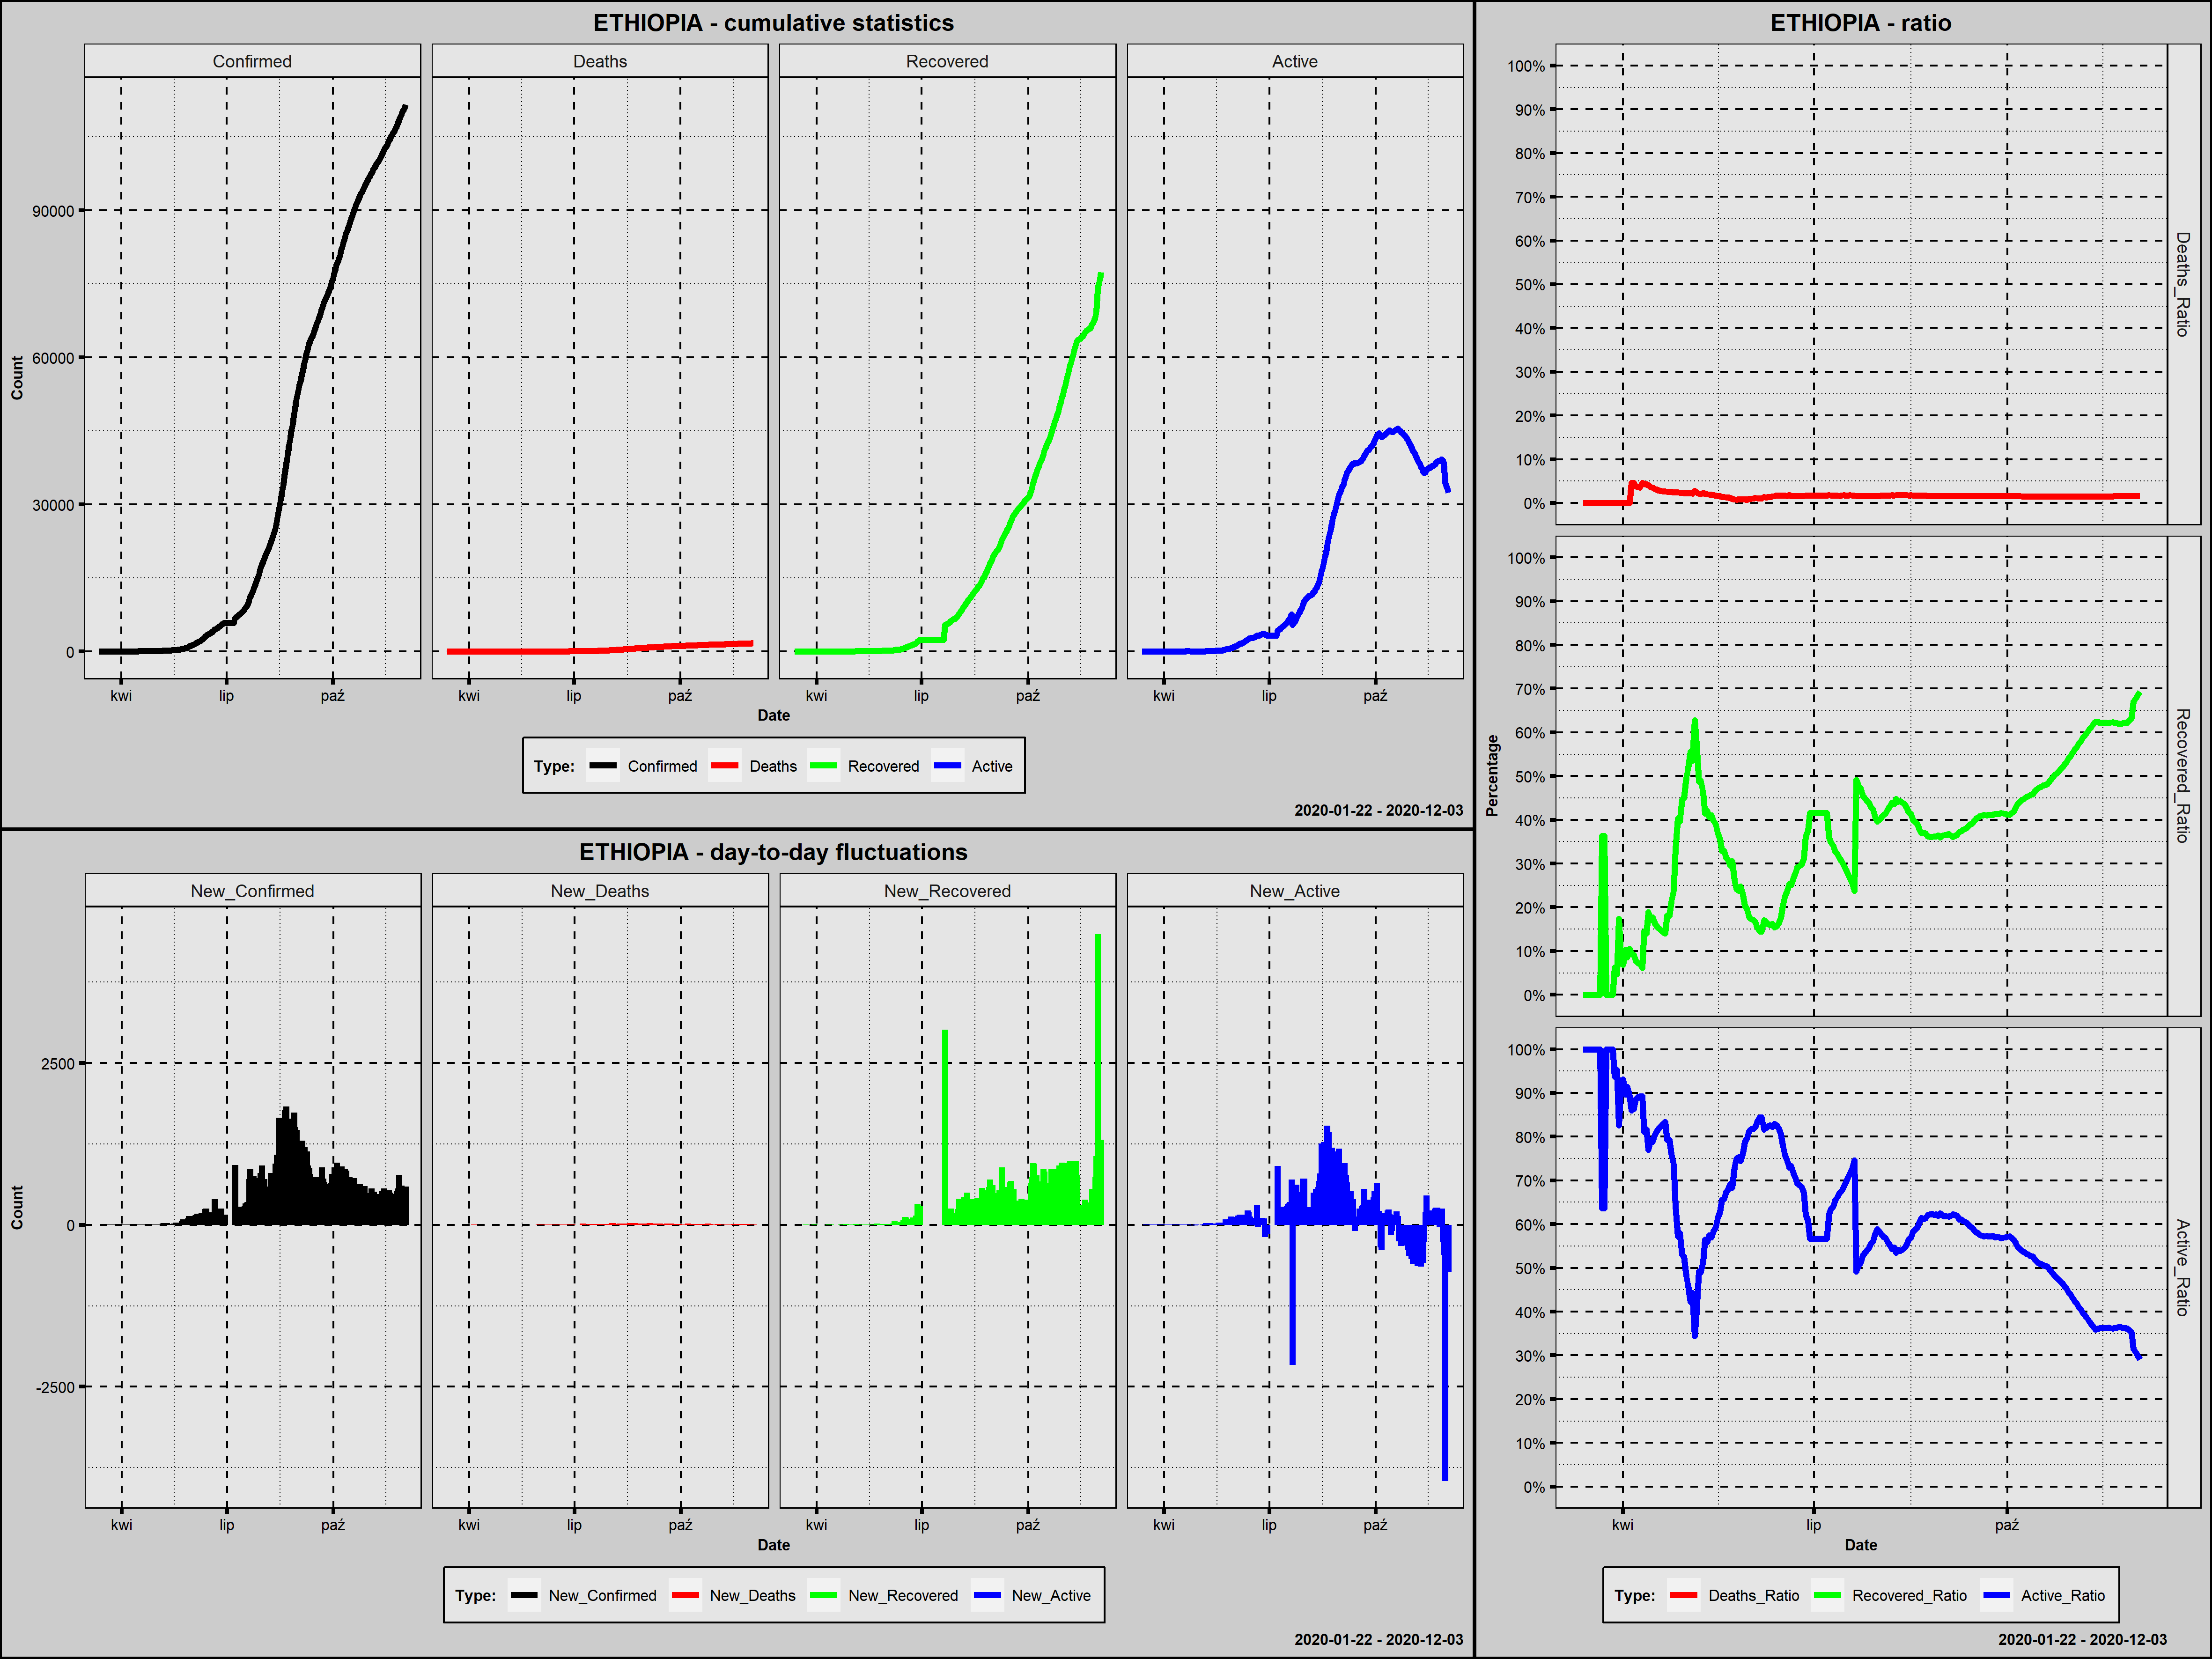 ETHIOPIA - cumulative statistics
Confirmed Deaths Recovered Active
Count
90000
60000
30000
0
kwi lip paź kwi lip paź kwi lip paź kwi lip paź
Date
Type: Confirmed Deaths Recovered Active
2020-01-22 - 2020-12-03
ETHIOPIA - day-to-day fluctuations
New_Confirmed New_Deaths New_Recovered New_Active
Count
2500
0
-2500
kwi lip paź kwi lip paź kwi lip paź kwi lip paź
Date
Type: New_Confirmed New_Deaths New_Recovered New_Active
2020-01-22 - 2020-12-03
ETHIOPIA - ratio
Percentage
100%
90%
80%
70%
60%
50%
40%
30%
20%
10%
0%
Deaths_Ratio
100%
90%
80%
70%
60%
50%
40%
30%
20%
10%
0%
Recovered_Ratio
100%
90%
80%
70%
60%
50%
40%
30%
20%
10%
0%
Active_Ratio
kwi lip paź
Date
Type: Deaths_Ratio Recovered_Ratio Active_Ratio
2020-01-22 - 2020-12-03